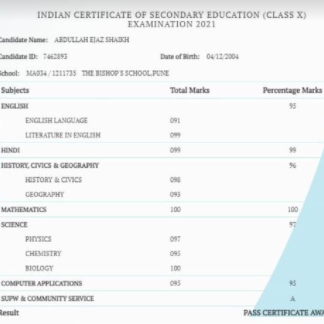 INDIAN CERTIFICATE OF SECONDARY EDUCATION (CLASS X)
EXAMINATION 2021
Candidate Name: ABDULLAH EJAZ SHAIKH
Candidate ID: 7462893 Date of Birth: 04/12/2004
School: MA034 / 1211735 THE BISHOP'S SCHOOL,PUNE
Subjects Total Marks Percentage Marks
ENGLISH 95
ENGLISH LANGUAGE 091
LITERATURE IN ENGLISH 099
HINDI 099 99
HISTORY, CIVICS & GEOGRAPHY 96
HISTORY & CIVICS 098
GEOGRAPHY 095
MATHEMATICS 100 100
SCIENCE 97
PHYSICS 097
CHEMISTRY 095
BIOLOGY 100
COMPUTER APPLICATIONS 095 95
SUPW & COMMUNITY SERVICE A
Result PASS CERTIFICATE AWA